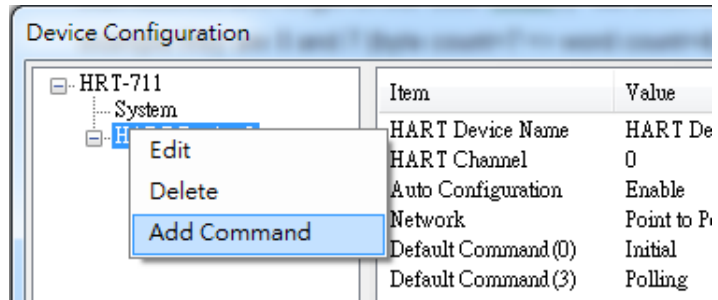 Device Configuration
HRT-711
System
Edit
Delete
Add Command
Item Value
HART Device Name HART De
HART Channel 0
Auto Configuration Enable
Network Point to P
Default Command(0) Initial
Default Command(3) Polling